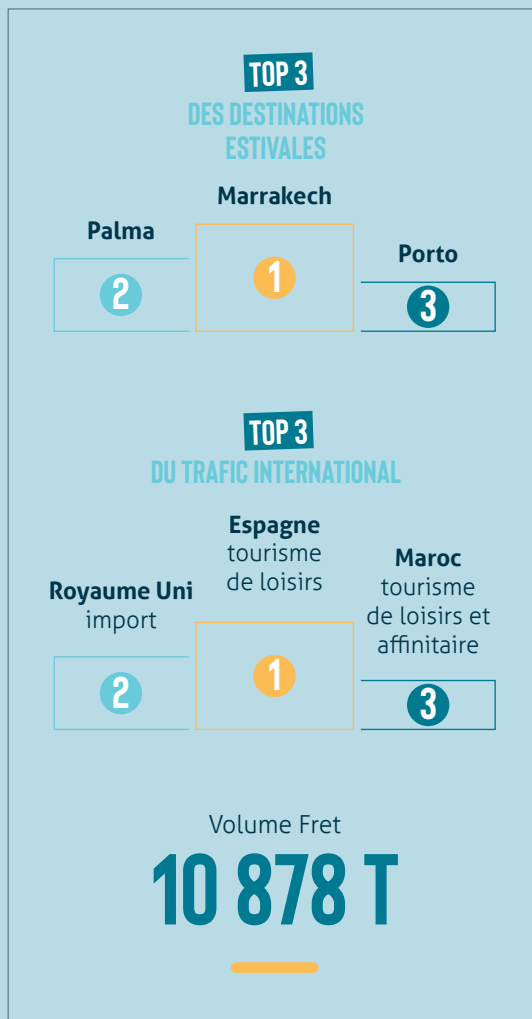 TOP 3
DES DESTINATIONS
ESTIVALES
Marrakech
1
Palma
2
Porto
3
TOP 3
DU TRAFIC INTERNATIONAL
Espagne
tourisme
de loisirs
1
Royaume Uni
import
2
Maroc
tourisme
de loisirs et
affinitaire
3
Volume Fret
10 878 T